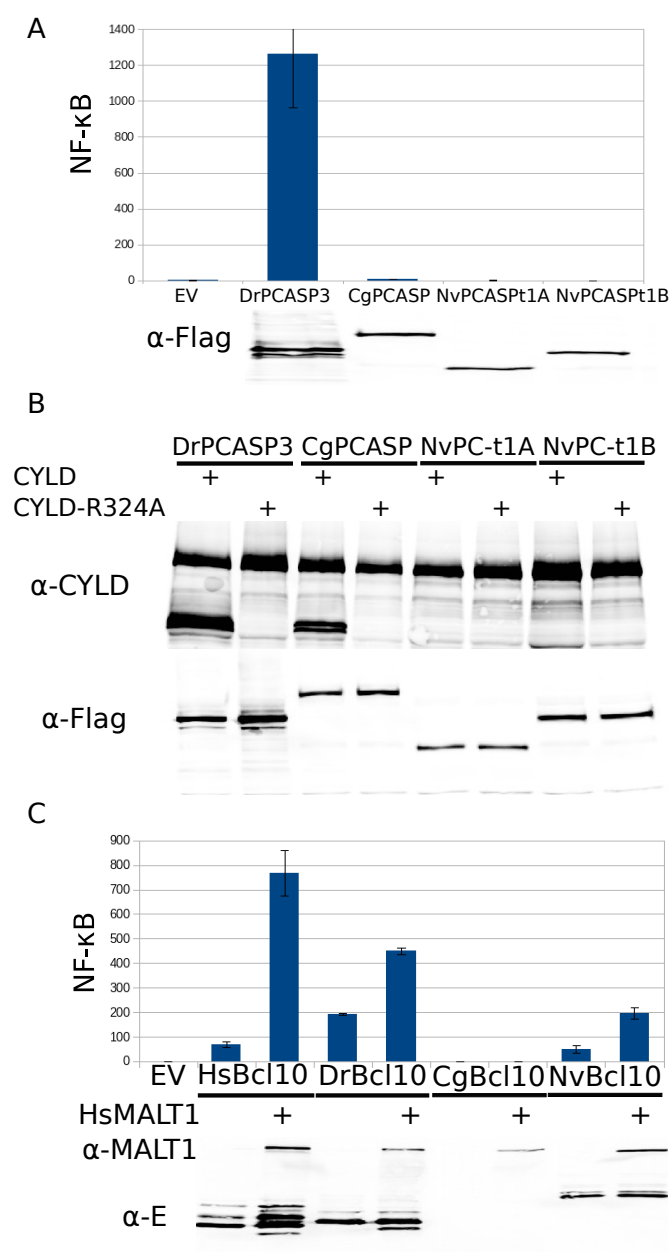 A
1400
1200
1000
800
600
400
200
0
NF-κB
EV DrPCASP3 CgPCASP NvPCASPt1A NvPCASPt1B
α-Flag
B
DrPCASP3 CgPCASP NvPC-t1A NvPC-t1B
CYLD + + + +
CYLD-R324A + + + +
α-CYLD
α-Flag
C
900
800
700
600
500
400
300
200
100
0
NF-κB
EV HsBcl10 DrBcl10 CgBcl10 NvBcl10
HsMALT1 + + + +
α-MALT1
α-E